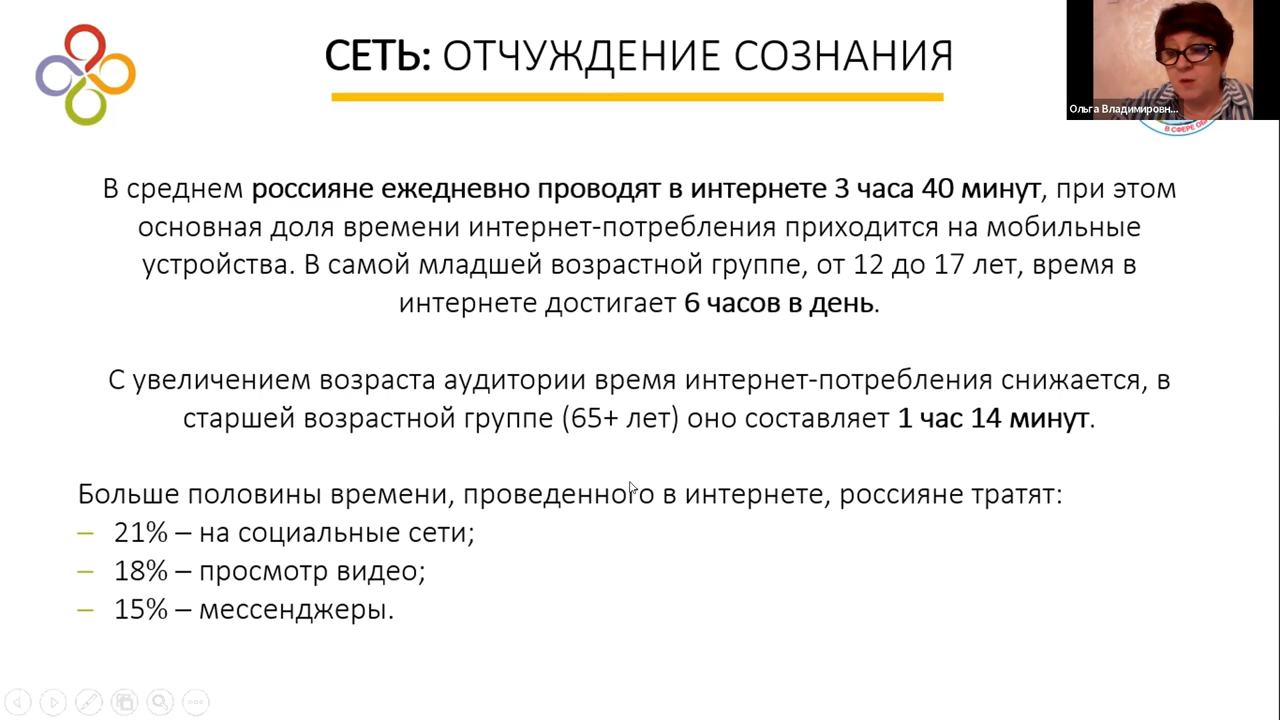 СЕТЬ: ОТЧУЖДЕНИЕ СОЗНАНИЯ
Ольга Владимировн...
В СФЕРЕ
В среднем россияне ежедневно проводят в интернете 3 часа 40 минут, при этом
основная доля времени интернет-потребления приходится на мобильные
устройства. В самой младшей возрастной группе, от 12 до 17 лет, время в
интернете достигает 6 часов в день.
С увеличением возраста аудитории время интернет-потребления снижается, в
старшей возрастной группе (65+ лет) оно составляет 1 час 14 минут.
Больше половины времени, проведенного в интернете, россияне тратят:
– 21% – на социальные сети;
– 18% – просмотр видео;
– 15% – мессенджеры.